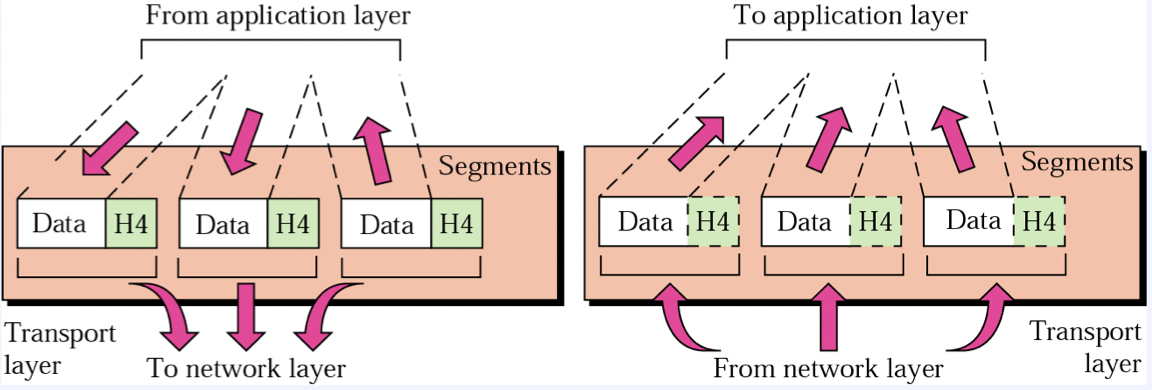 From application layer
To application layer
Segments
Segments
Data H4 Data H4 Data H4
Data H4 Data H4 Data H4
Transport
layer
To network layer
From network layer
Transport
layer